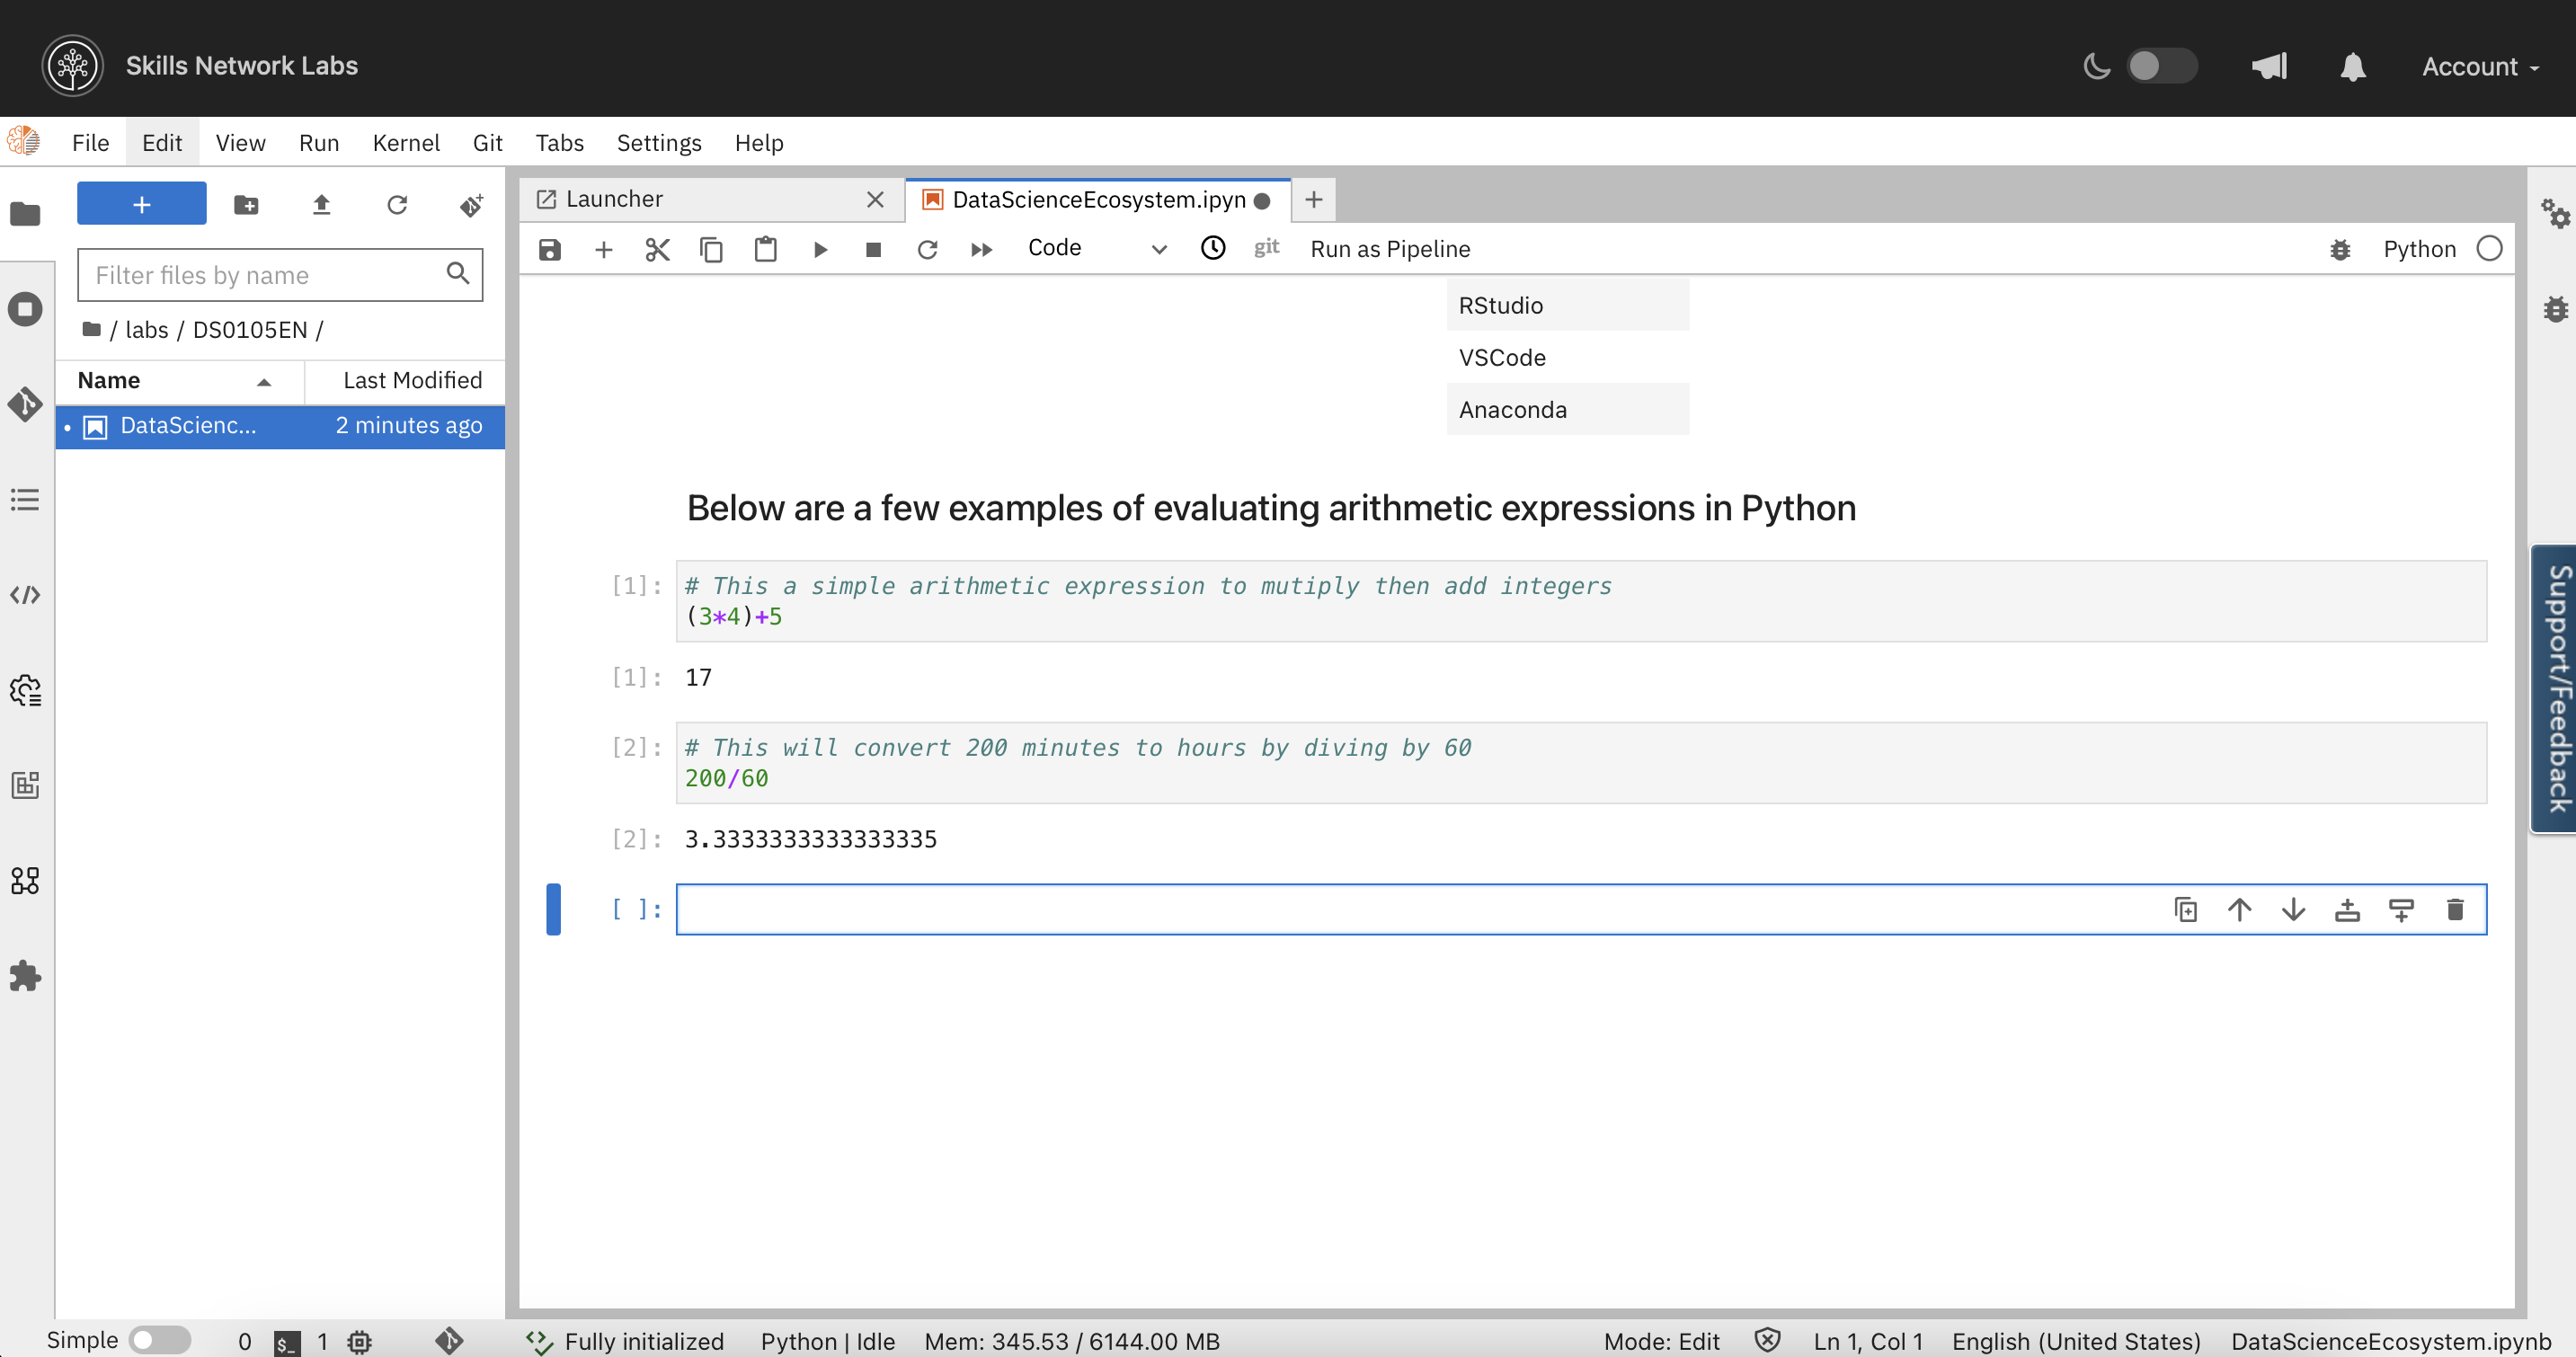 Skills Network Labs
Account
File Edit View Run Kernel Git Tabs Settings Help
+
Launcher
DataScienceEcosystem.ipyn
Filter files by name
Code
git
Run as Pipeline
Python
/ labs / DS0105EN /
Name
Last Modified
DataScienc...
2 minutes ago
RStudio
VSCode
Anaconda
Below are a few examples of evaluating arithmetic expressions in Python
[1]: # This a simple arithmetic expression to mutiply then add integers
(3*4)+5
[1]: 17
[2]: # This will convert 200 minutes to hours by diving by 60
200/60
[2]: 3.3333333333333335
[ ]:
Support/Feedback
Simple 0 $_ 1 Fully initialized Python | Idle Mem: 345.53 / 6144.00 MB Mode: Edit Ln 1, Col 1 English (United States) DataScienceEcosystem.ipynb